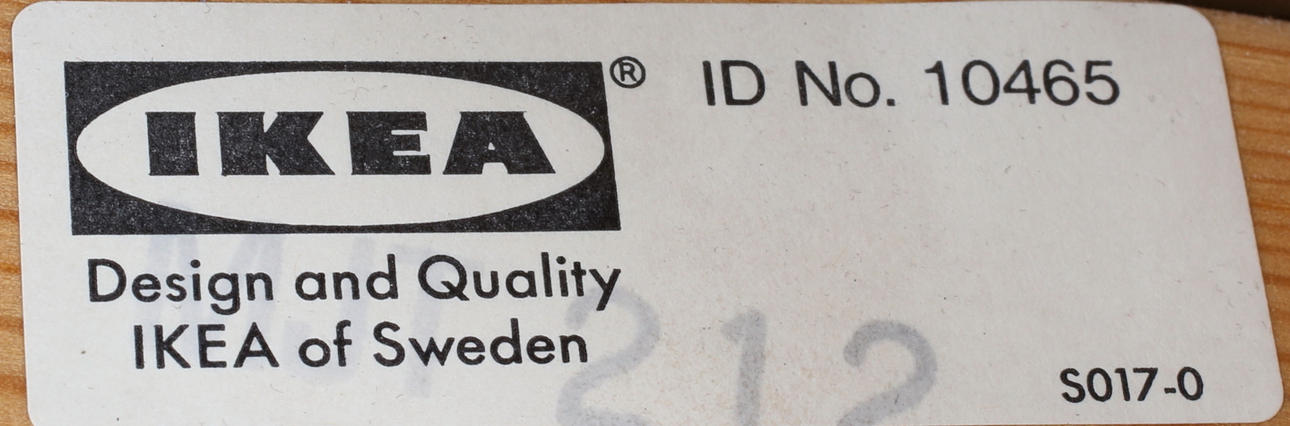 IKEA® ID No. 10465
Design and Quality
IKEA of Sweden
212
S017-0